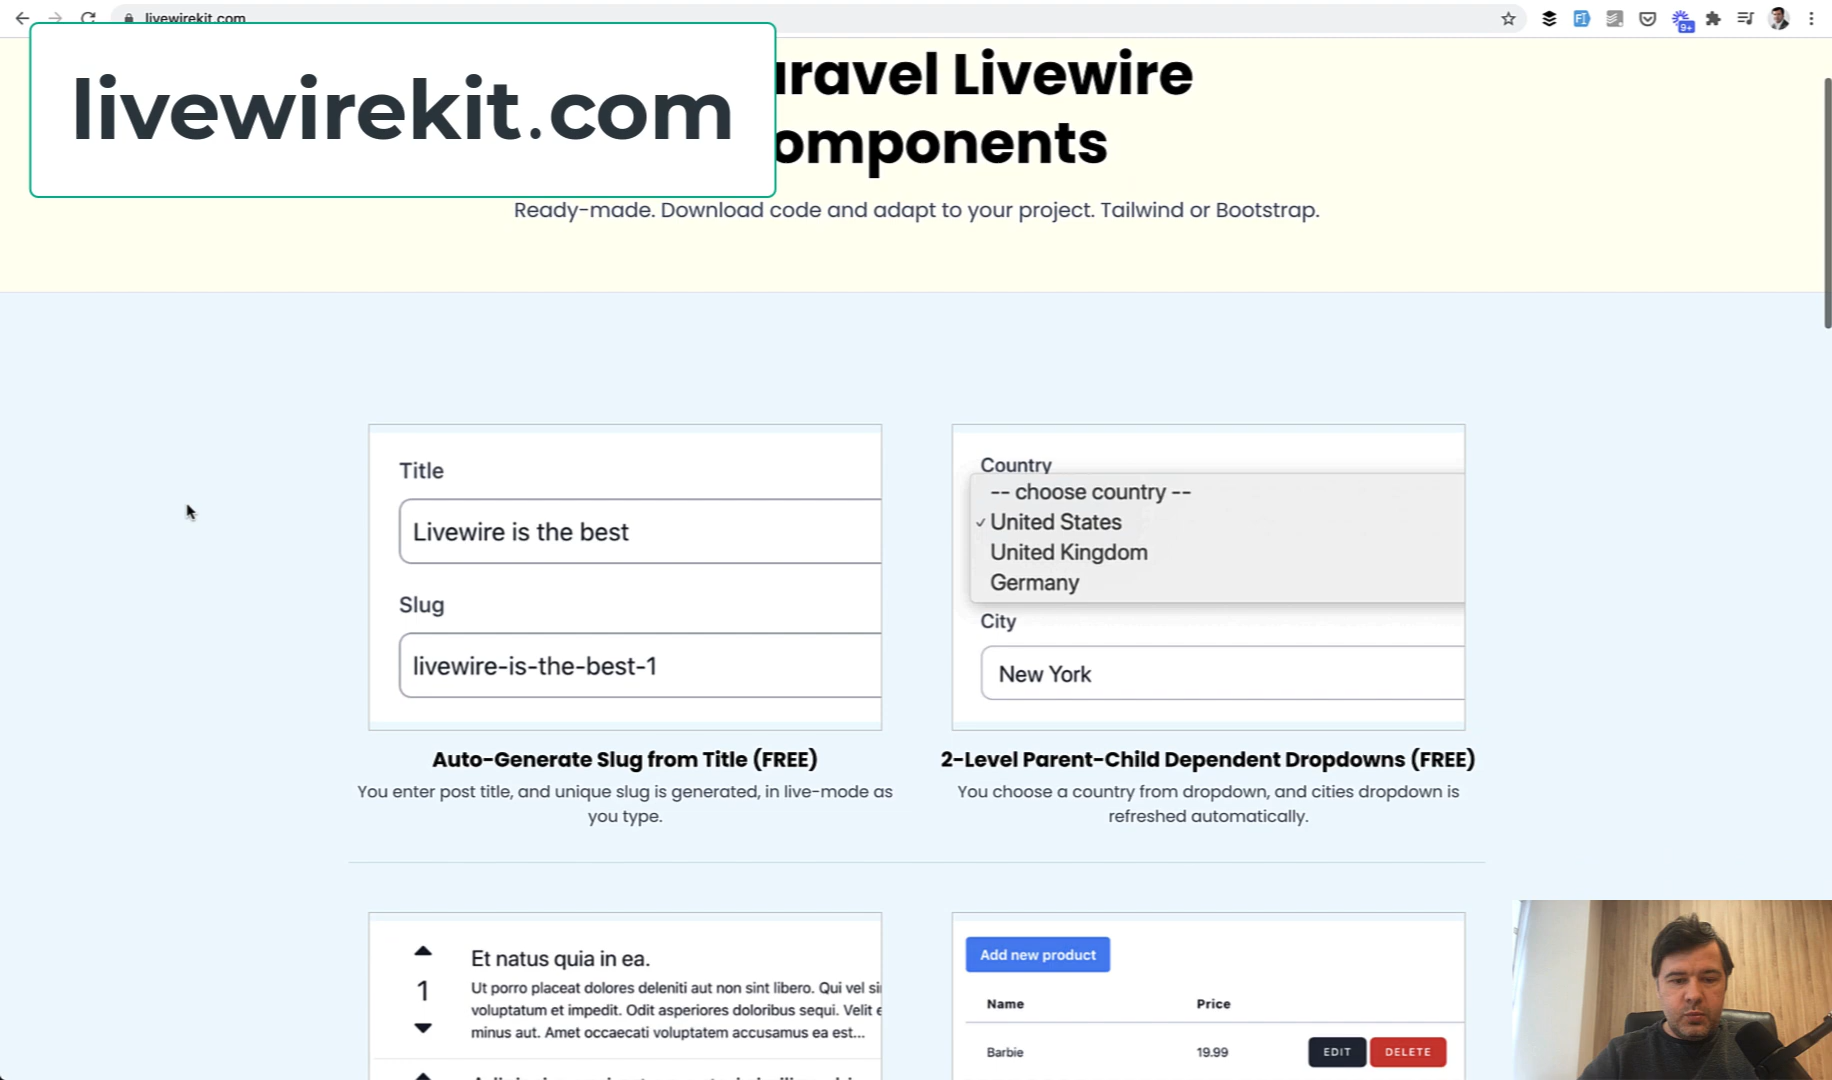 livewirekit.com
livewirekit.com
FI
9+
aravel Livewire
omponents
Ready-made. Download code and adapt to your project. Tailwind or Bootstrap.
Title
Livewire is the best
Slug
livewire-is-the-best-1
Country
-- choose country --
✓ United States
United Kingdom
Germany
City
New York
Auto-Generate Slug from Title (FREE)
You enter post title, and unique slug is generated, in live-mode as
you type.
2-Level Parent-Child Dependent Dropdowns (FREE)
You choose a country from dropdown, and cities dropdown is
refreshed automatically.
1
Et natus quia in ea.
Ut porro placeat dolores deleniti aut non sint libero. Qui vel
voluptatum et impedit. Odit asperiores doloribus sequi. Velit
minus aut. Amet occaecati voluptatem accusamus ea est...
Add new product
Name Price
Barbie 19.99 EDIT DELETE